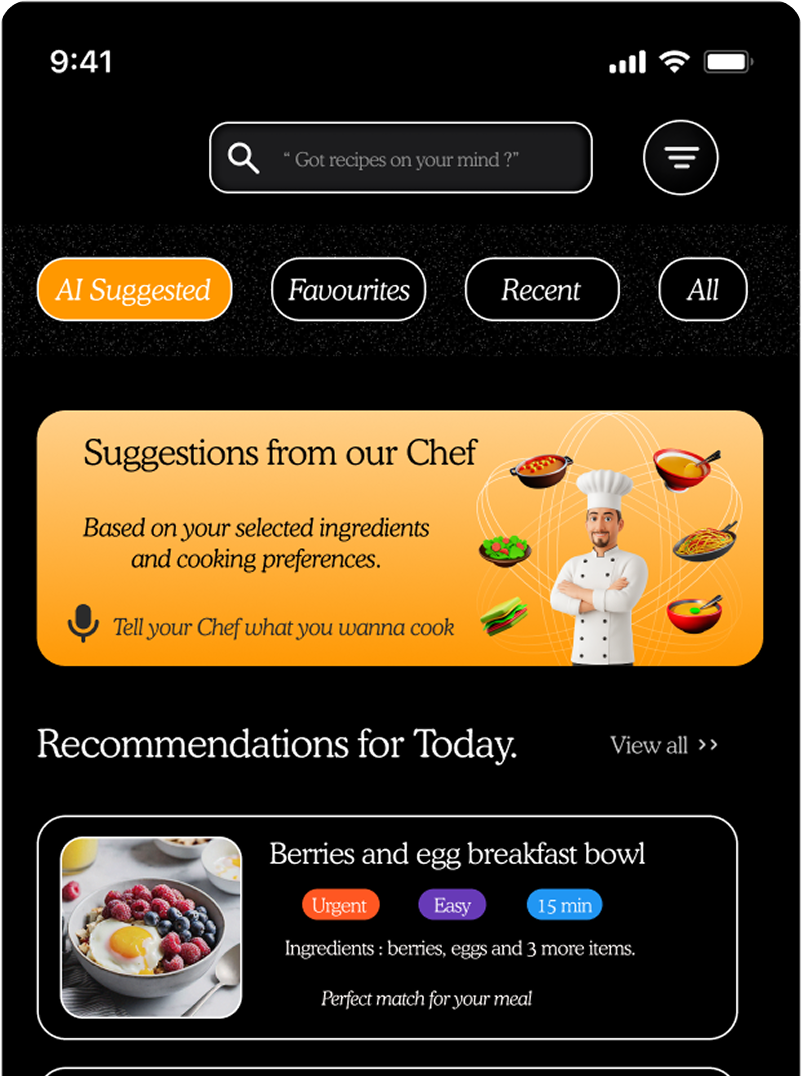 9:41
“ Got recipes on your mind ?”
AI Suggested
Favourites
Recent
All
Suggestions from our Chef
Based on your selected ingredients
and cooking preferences.
Tell your Chef what you wanna cook
Recommendations for Today.
View all >>
Berries and egg breakfast bowl
Urgent
Easy
15 min
Ingredients : berries, eggs and 3 more items.
Perfect match for your meal